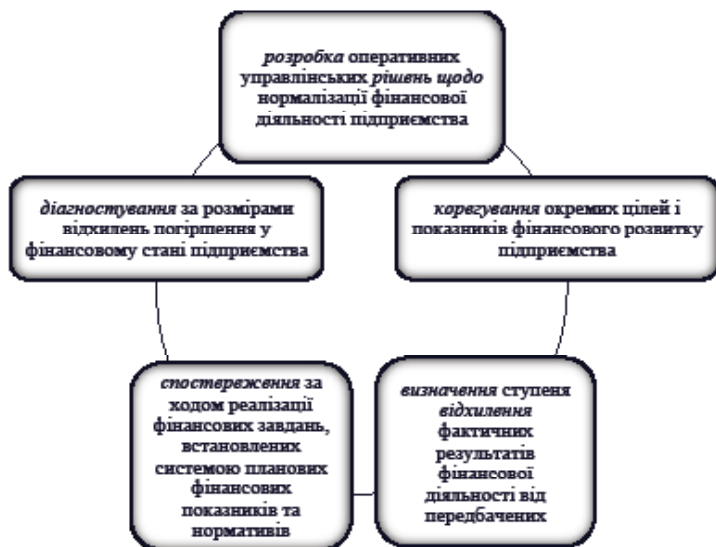 розробка оперативних
управлінських рішень щодо
нормалізації фінансової
діяльності підприємства
діагностування за розмірами
відхилень погіршення у
фінансовому стані підприємства
корегування окремих цілей і
показників фінансового розвитку
підприємства
спостереження за
ходом реалізації
фінансових завдань,
встановлених
системою планових
фінансових
показників та
нормативів
визначення ступеня
відхилення
фактичних
результатів
фінансової
діяльності від
передбачених